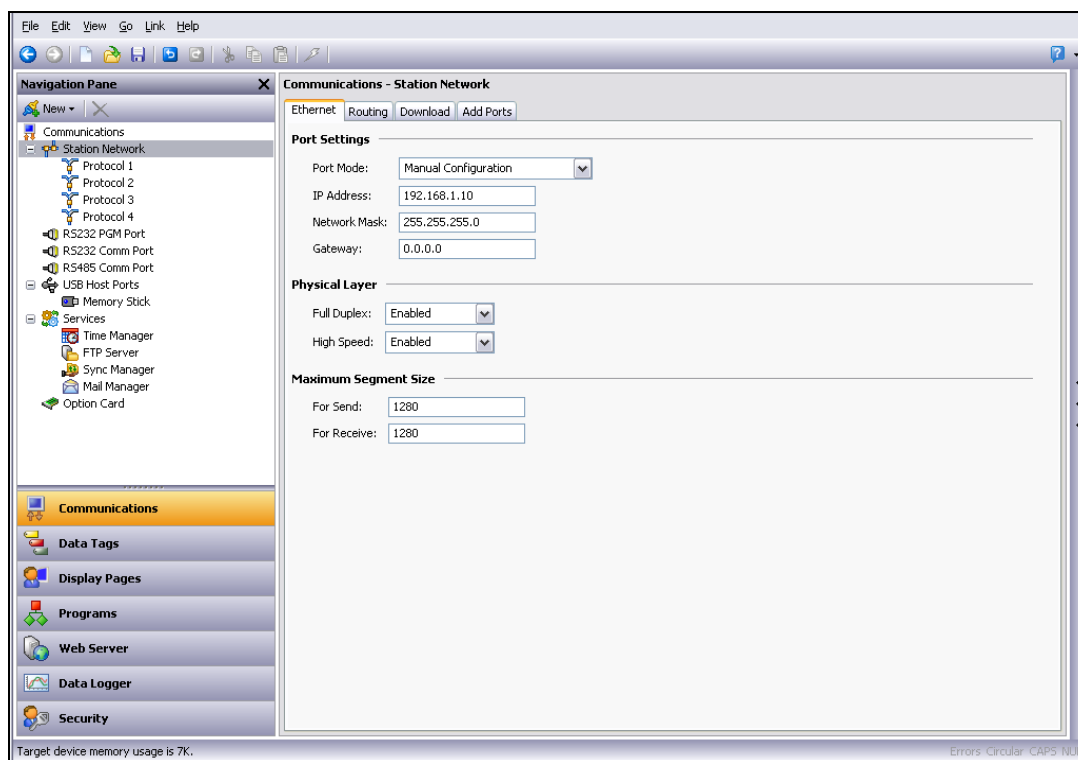 File Edit View Go Link Help
Navigation Pane
New
Communications
Station Network
Protocol 1
Protocol 2
Protocol 3
Protocol 4
RS232 PGM Port
RS232 Comm Port
RS485 Comm Port
USB Host Ports
Memory Stick
Services
Time Manager
FTP Server
Sync Manager
Mail Manager
Option Card
Communications
Data Tags
Display Pages
Programs
Web Server
Data Logger
Security
Communications - Station Network
Ethernet Routing Download Add Ports
Port Settings
Port Mode: Manual Configuration
IP Address: 192.168.1.10
Network Mask: 255.255.255.0
Gateway: 0.0.0.0
Physical Layer
Full Duplex: Enabled
High Speed: Enabled
Maximum Segment Size
For Send: 1280
For Receive: 1280
Target device memory usage is 7K.
Errors Circular CAPS NU